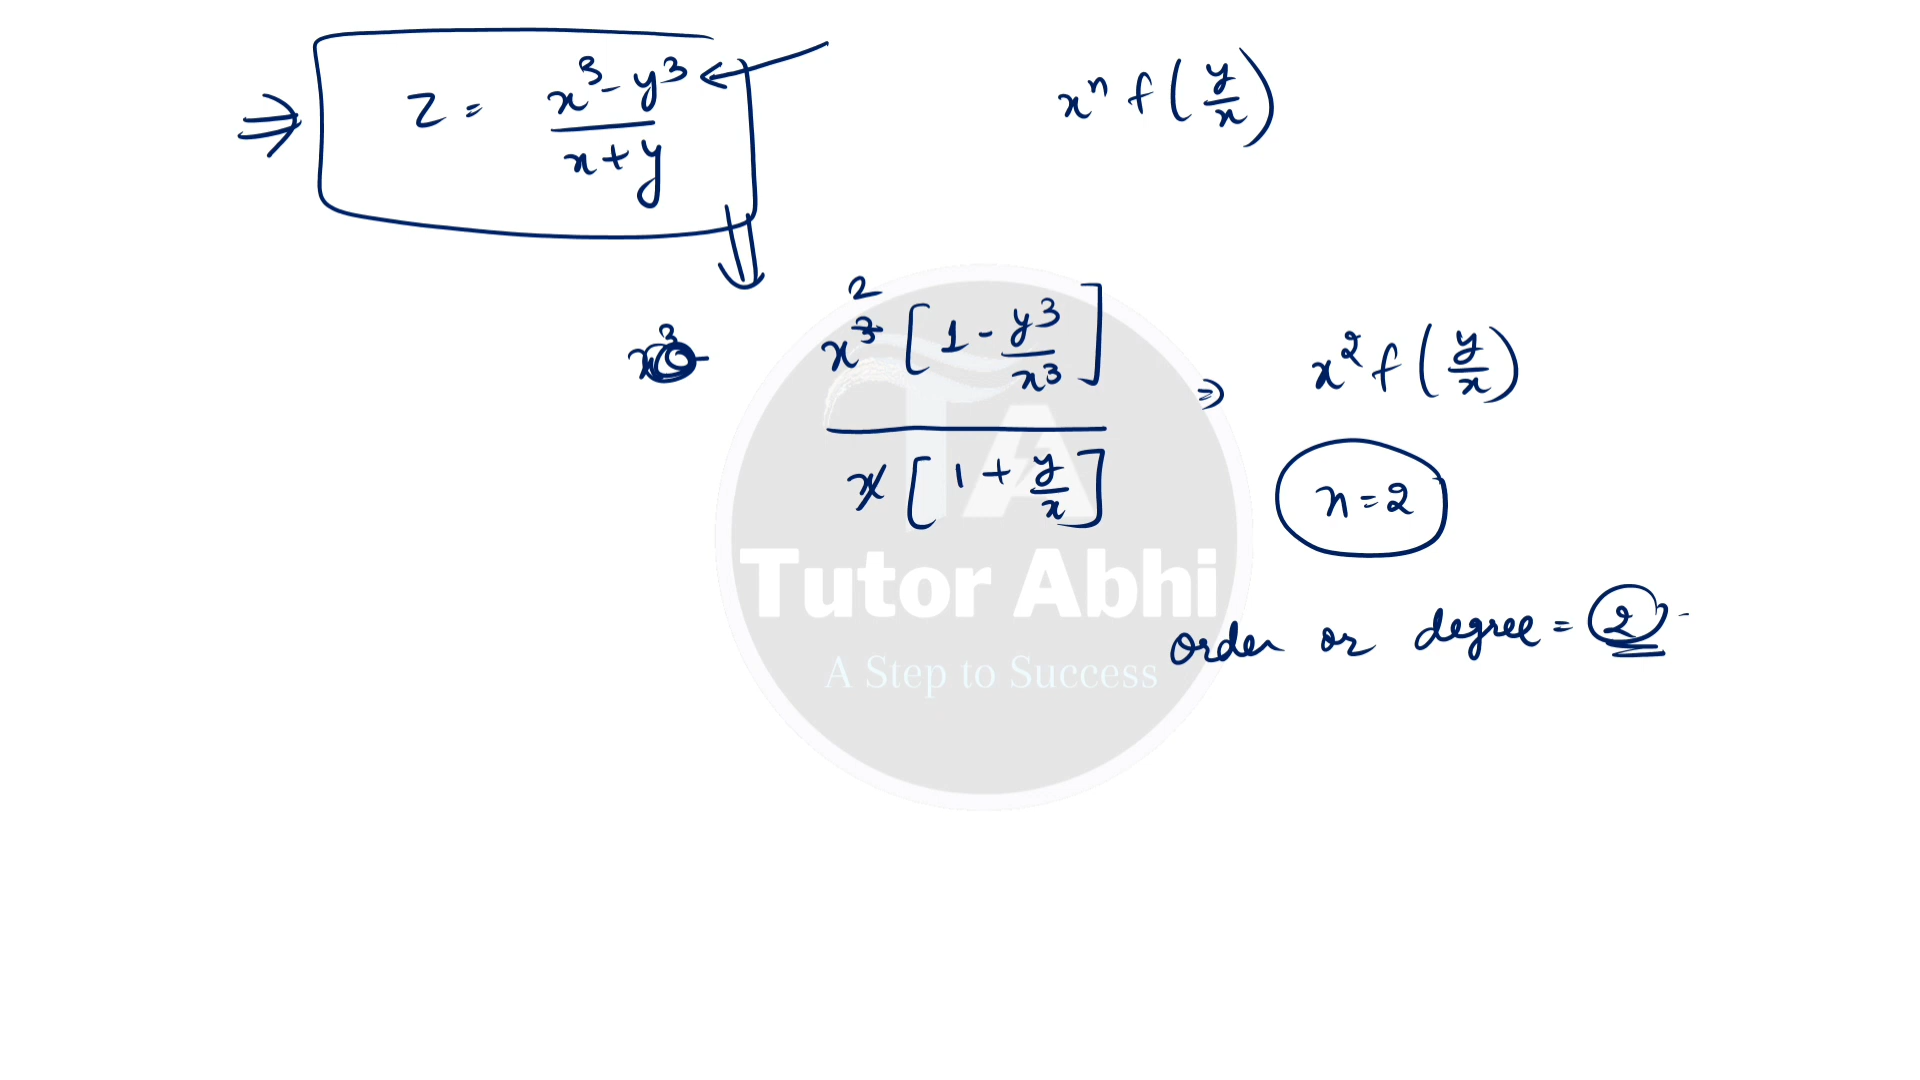 ⇒ z = x³ - y³ / x + y
xⁿ f(y/x)
x³
x³ 2 [1 - y³/x³] / x [1 + y/x] ⇒ x² f(y/x)
n = 2
order or degree = 2
Tutor Abhi
A Step to Success